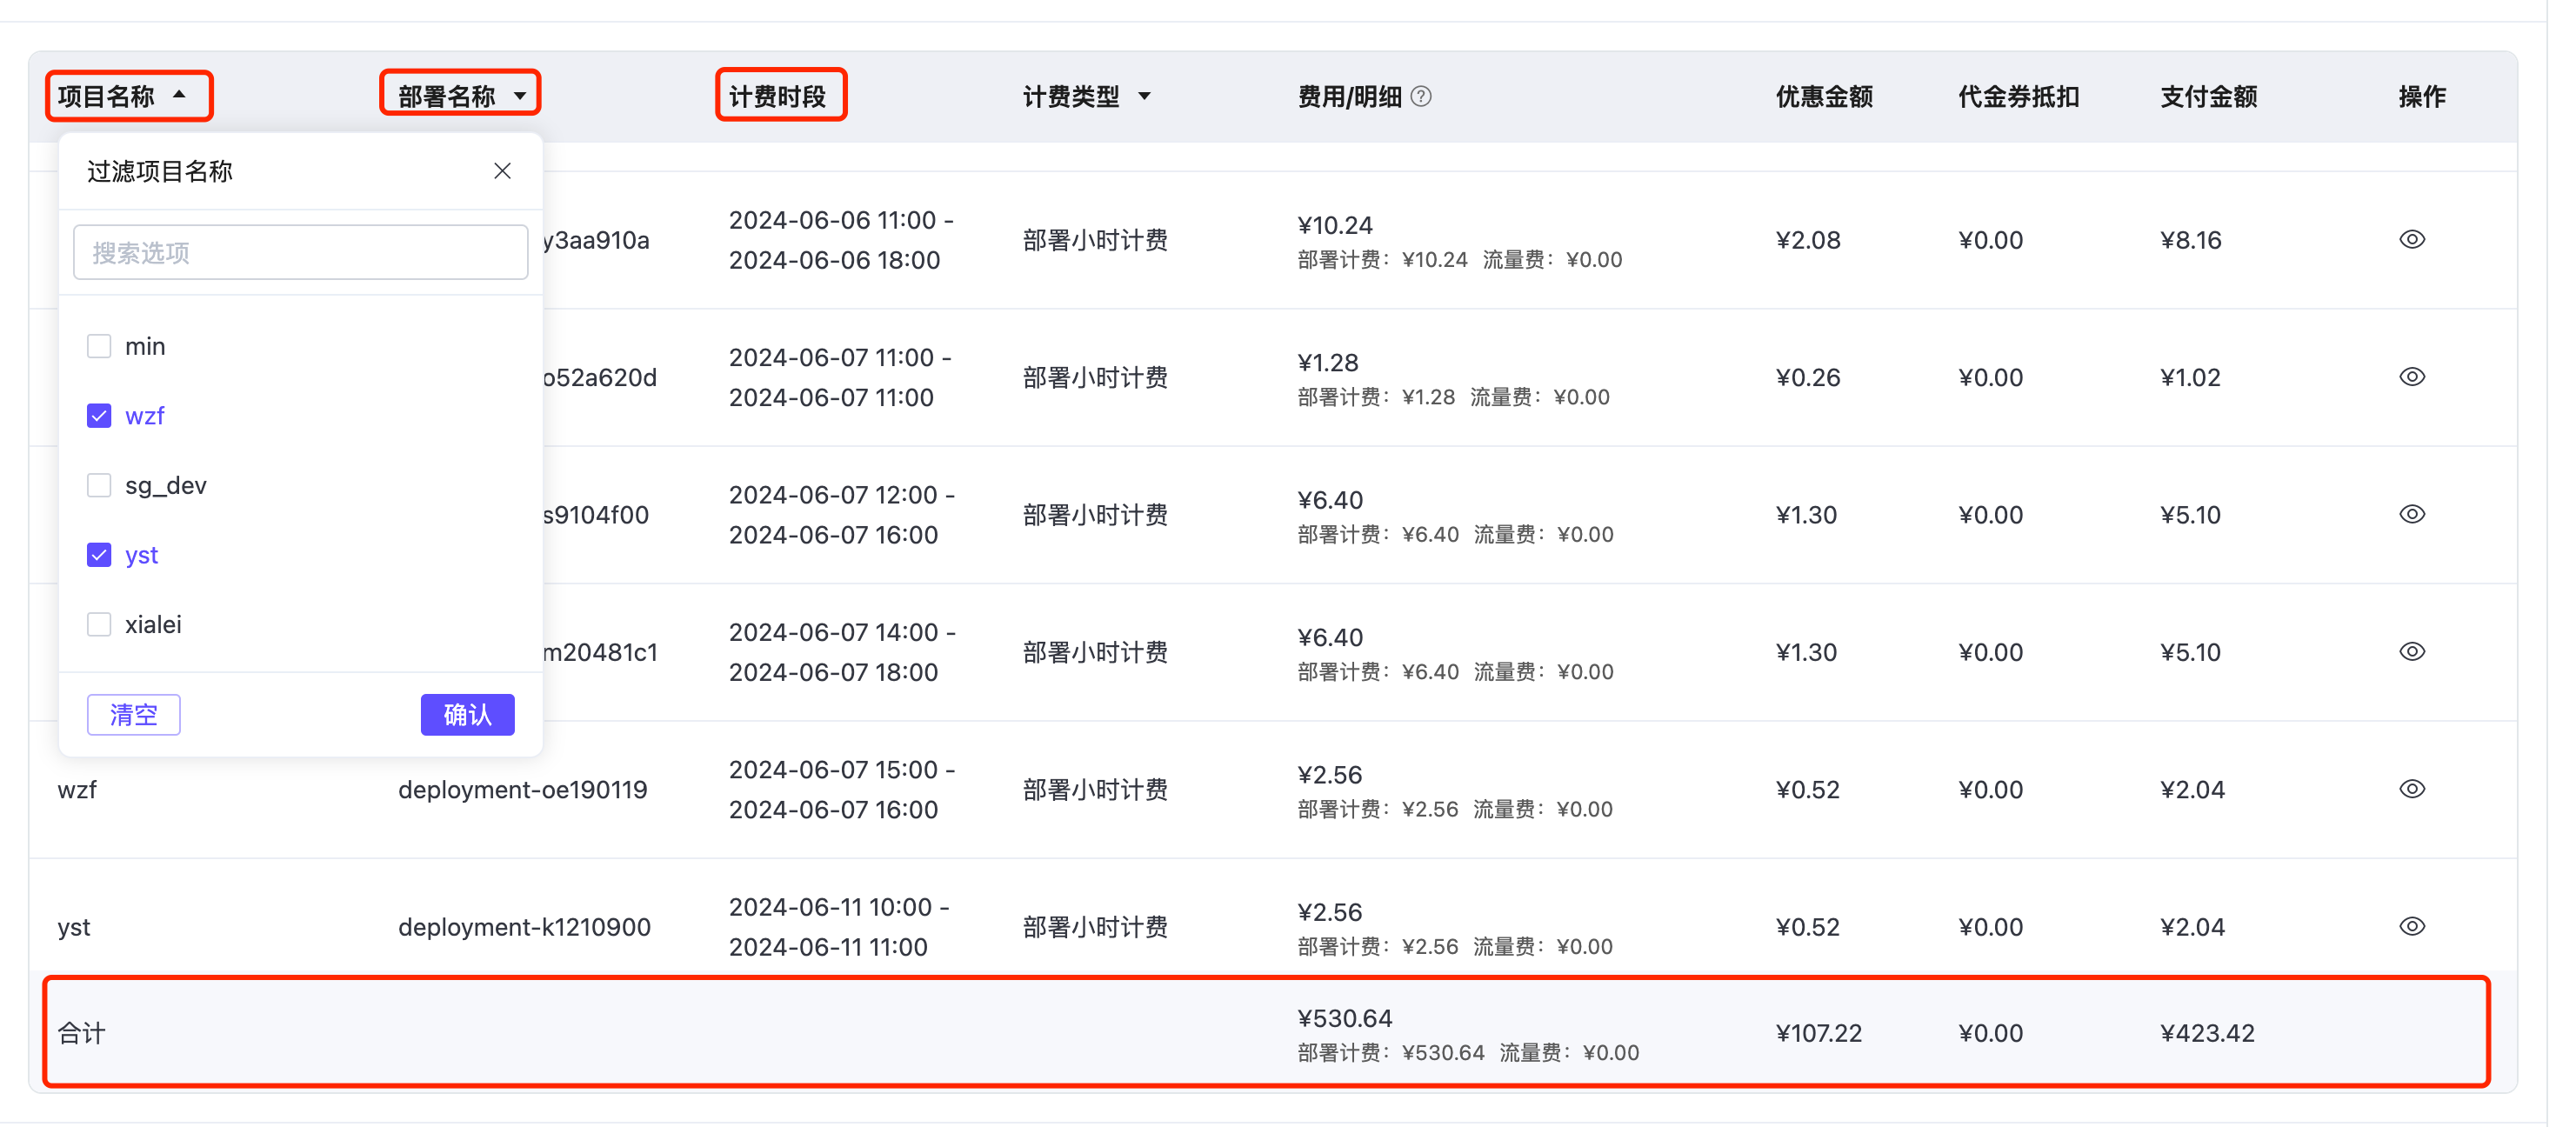 项目名称 部署名称 计费时段 计费类型 费用/明细 ? 优惠金额 代金券抵扣 支付金额 操作
过滤项目名称
搜索选项
min
wzf
sg_dev
yst
xialei
清空 确认
y3aa910a 2024-06-06 11:00 -
2024-06-06 18:00 部署小时计费 ¥10.24
部署计费：¥10.24 流量费：¥0.00 ¥2.08 ¥0.00 ¥8.16
o52a620d 2024-06-07 11:00 -
2024-06-07 11:00 部署小时计费 ¥1.28
部署计费：¥1.28 流量费：¥0.00 ¥0.26 ¥0.00 ¥1.02
s9104f00 2024-06-07 12:00 -
2024-06-07 16:00 部署小时计费 ¥6.40
部署计费：¥6.40 流量费：¥0.00 ¥1.30 ¥0.00 ¥5.10
m20481c1 2024-06-07 14:00 -
2024-06-07 18:00 部署小时计费 ¥6.40
部署计费：¥6.40 流量费：¥0.00 ¥1.30 ¥0.00 ¥5.10
wzf deployment-oe190119 2024-06-07 15:00 -
2024-06-07 16:00 部署小时计费 ¥2.56
部署计费：¥2.56 流量费：¥0.00 ¥0.52 ¥0.00 ¥2.04
yst deployment-k1210900 2024-06-11 10:00 -
2024-06-11 11:00 部署小时计费 ¥2.56
部署计费：¥2.56 流量费：¥0.00 ¥0.52 ¥0.00 ¥2.04
合计 ¥530.64
部署计费：¥530.64 流量费：¥0.00 ¥107.22 ¥0.00 ¥423.42